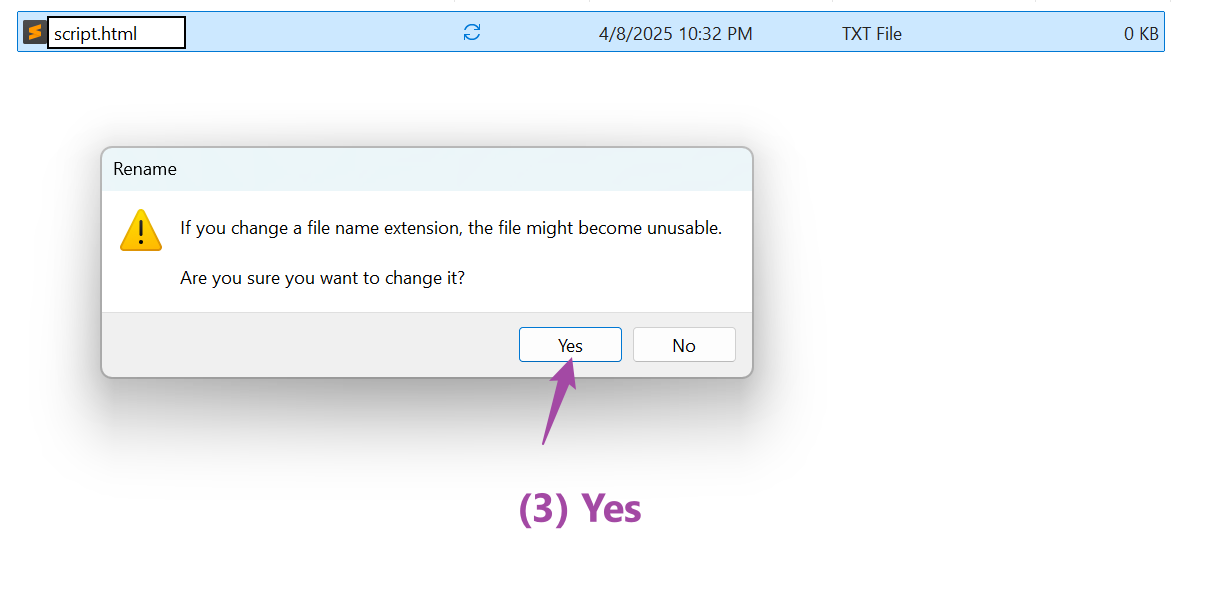 script.html 4/8/2025 10:32 PM TXT File 0 KB
Rename
If you change a file name extension, the file might become unusable.
Are you sure you want to change it?
Yes No
(3) Yes